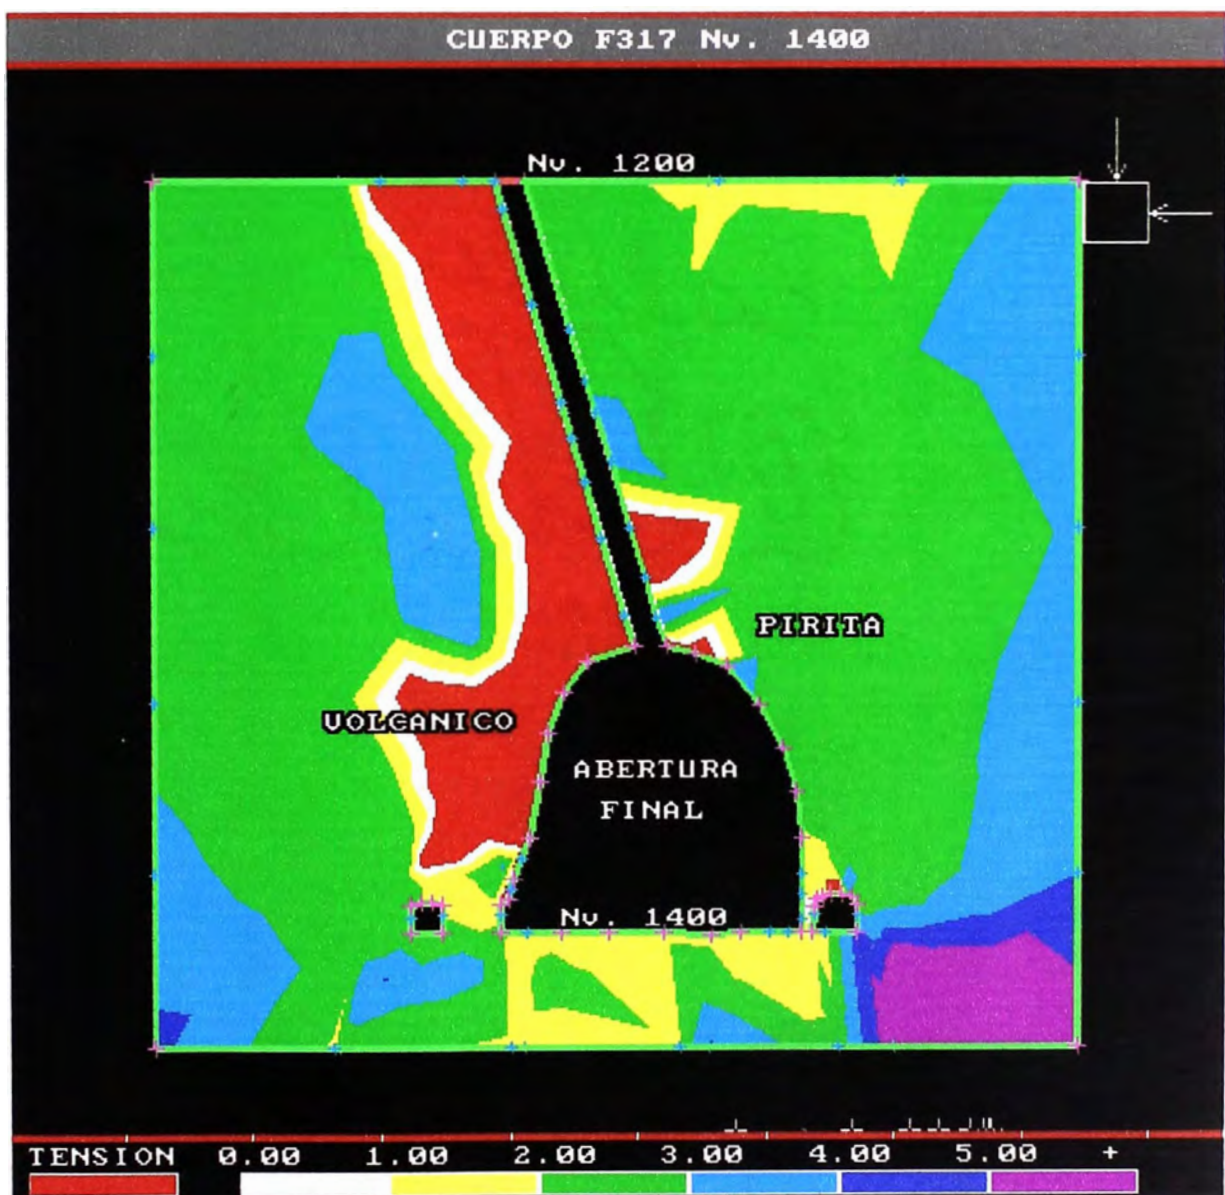 CUERPO F317 Nv. 1400
Nv. 1200
PIRITA
VOLCANICO
ABERTURA
FINAL
Nv. 1400
TENSION 0.00 1.00 2.00 3.00 4.00 5.00 +